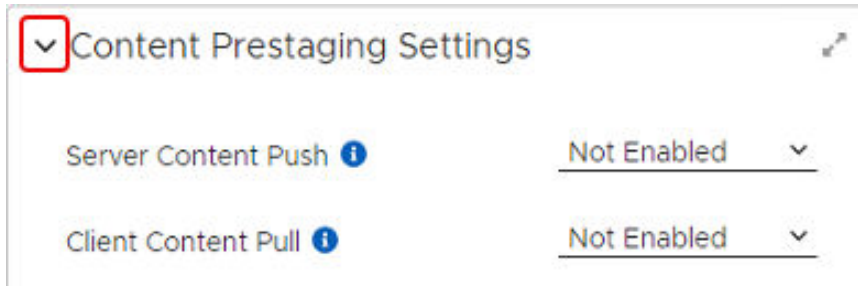 Content Prestaging Settings
Server Content Push Not Enabled
Client Content Pull Not Enabled